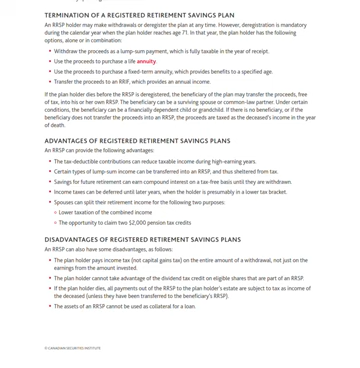 TERMINATION OF A REGISTERED RETIREMENT SAVINGS PLAN
An RRSP holder may make withdrawals or deregister the plan at any time. However, deregistration is mandatory
during the calendar year when the plan holder reaches age 71. In that year, the plan holder has the following
options, alone or in combination:
• Withdraw the proceeds as a lump-sum payment, which is fully taxable in the year of receipt.
• Use the proceeds to purchase a life annuity.
• Use the proceeds to purchase a fixed-term annuity, which provides benefits to a specified age.
• Transfer the proceeds to an RRIF, which provides an annual income.
If the plan holder dies before the RRSP is deregistered, the beneficiary of the plan may transfer the proceeds, free
of tax, into his or her own RRSP. The beneficiary can be a surviving spouse or common-law partner. Under certain
conditions, the beneficiary can be a financially dependent child or grandchild. If there is no beneficiary, or if the
beneficiary does not transfer the proceeds into an RRSP, the proceeds are taxed as the deceased's income in the year
of death.
ADVANTAGES OF REGISTERED RETIREMENT SAVINGS PLANS
An RRSP can provide the following advantages:
• The tax-deductible contributions can reduce taxable income during high-earning years.
• Certain types of lump-sum income can be transferred into an RRSP, and thus sheltered from tax.
• Savings for future retirement can earn compound interest on a tax-free basis until they are withdrawn.
• Income taxes can be deferred until later years, when the holder is presumably in a lower tax bracket.
• Spouses can split their retirement income for the following two purposes:
Lower taxation of the combined income
The opportunity to claim two $2,000 pension tax credits
DISADVANTAGES OF REGISTERED RETIREMENT SAVINGS PLANS
An RRSP can also have some disadvantages, as follows:
• The plan holder pays income tax (not capital gains tax) on the entire amount of a withdrawal, not just on the
earnings from the amount invested.
• The plan holder cannot take advantage of the dividend tax credit on eligible shares that are part of an RRSP.
• If the plan holder dies, all payments out of the RRSP to the plan holder's estate are subject to tax as income of
the deceased (unless they have been transferred to the beneficiary's RRSP).
• The assets of an RRSP cannot be used as collateral for a loan.
© CANADIAN SECURITIES INSTITUTE